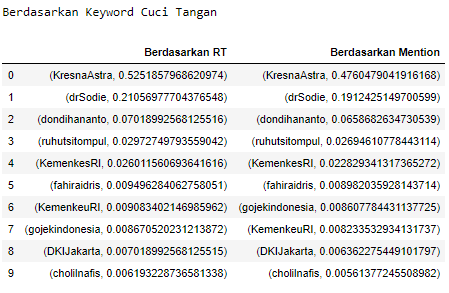 Berdasarkan Keyword Cuci Tangan
Berdasarkan RT Berdasarkan Mention
0 (KresnaAstra, 0.5251857968620974) (KresnaAstra, 0.4760479041916168)
1 (drSodie, 0.21056977704376548) (drSodie, 0.1912425149700599)
2 (dondihananto, 0.07018992568125516) (dondihananto, 0.0658682634730539)
3 (ruhutsitompul, 0.02972749793559042) (ruhutsitompul, 0.02694610778443114)
4 (KemenkesRI, 0.026011560693641616) (KemenkesRI, 0.022829341317365272)
5 (fahiraidris, 0.009496284062758051) (fahiraidris, 0.00898203592814371​4)
6 (KemenkeuRI, 0.009083402146985962) (gojekindonesia, 0.008607784431137725)
7 (gojekindonesia, 0.008670520231213872) (KemenkeuRI, 0.008233532934131737)
8 (DKIJakarta, 0.007018992568125515) (DKIJakarta, 0.006362275449101797)
9 (cholilnafis, 0.006193228736581338) (cholilnafis, 0.00561377245508982)